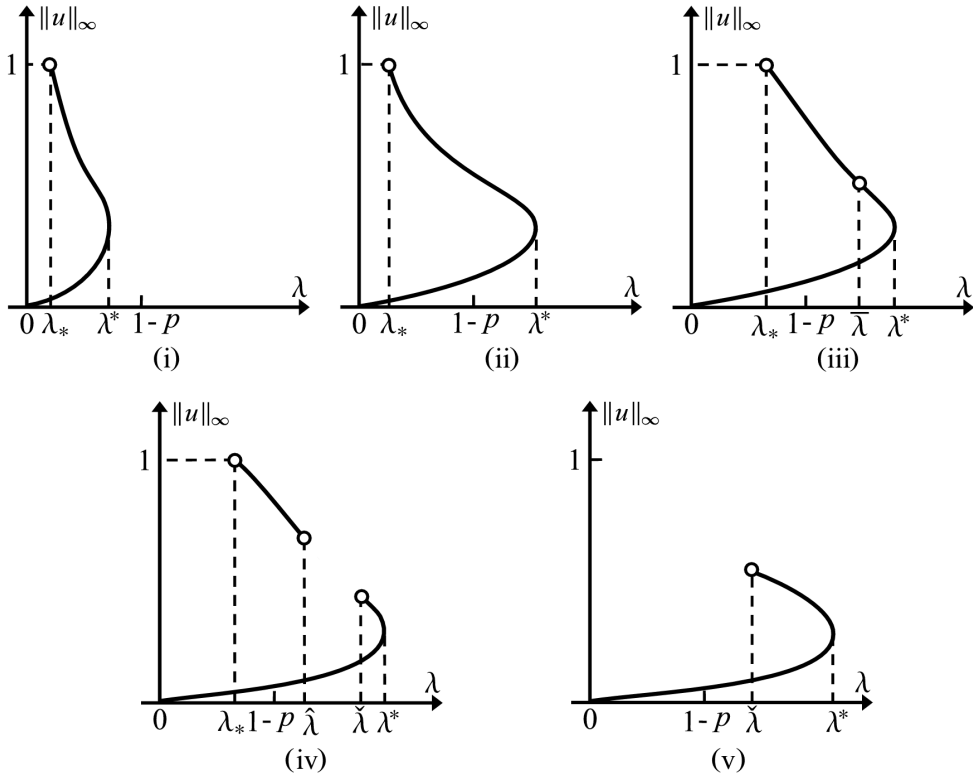 ‖u‖∞
1
0 λ* λ* 1-p λ
(i)
‖u‖∞
1
0 λ* 1-p λ* λ
(ii)
‖u‖∞
1
0 λ* 1-p λ̄ λ* λ
(iii)
‖u‖∞
1
0 λ* 1-p λ̂ λ̌ λ* λ
(iv)
‖u‖∞
1
0 1-p λ̌ λ* λ
(v)